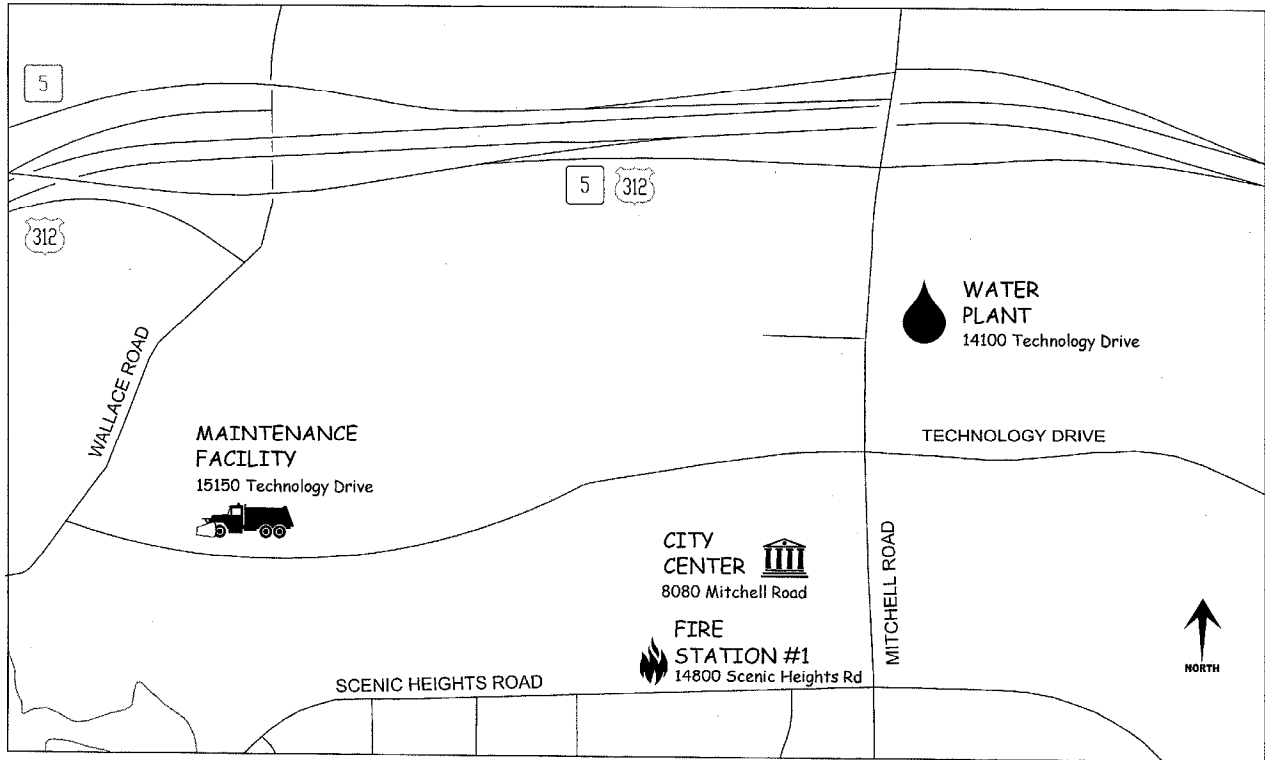 5
5 312
312
WATER
PLANT
14100 Technology Drive
WALLACE ROAD
MAINTENANCE
FACILITY
15150 Technology Drive
TECHNOLOGY DRIVE
CITY
CENTER
8080 Mitchell Road
MITCHELL ROAD
FIRE
STATION #1
14800 Scenic Heights Rd
SCENIC HEIGHTS ROAD
NORTH